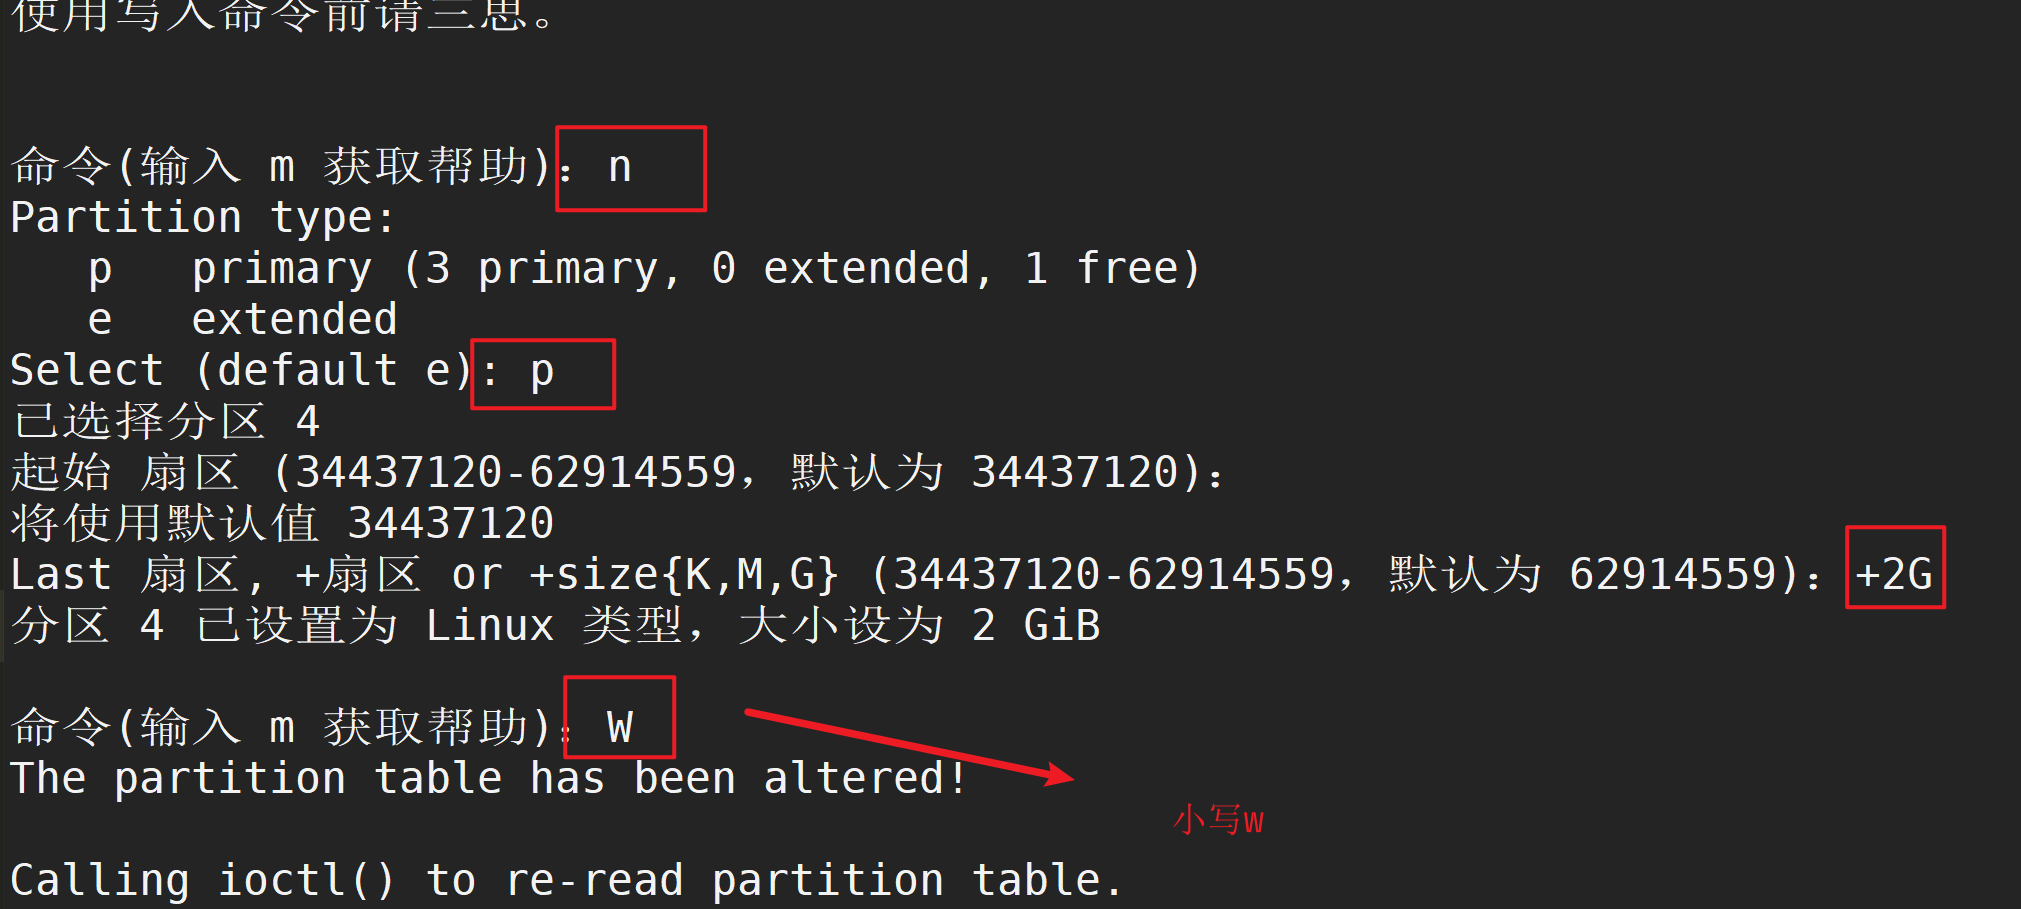 使用写入命令前请三思。
命令(输入 m 获取帮助)：n
Partition type:
   p   primary (3 primary, 0 extended, 1 free)
   e   extended
Select (default e): p
已选择分区 4
起始 扇区 (34437120-62914559，默认为 34437120)：
将使用默认值 34437120
Last 扇区, +扇区 or +size{K,M,G} (34437120-62914559，默认为 62914559)：+2G
分区 4 已设置为 Linux 类型，大小设为 2 GiB
命令(输入 m 获取帮助)：w
The partition table has been altered!
小写w
Calling ioctl() to re-read partition table.